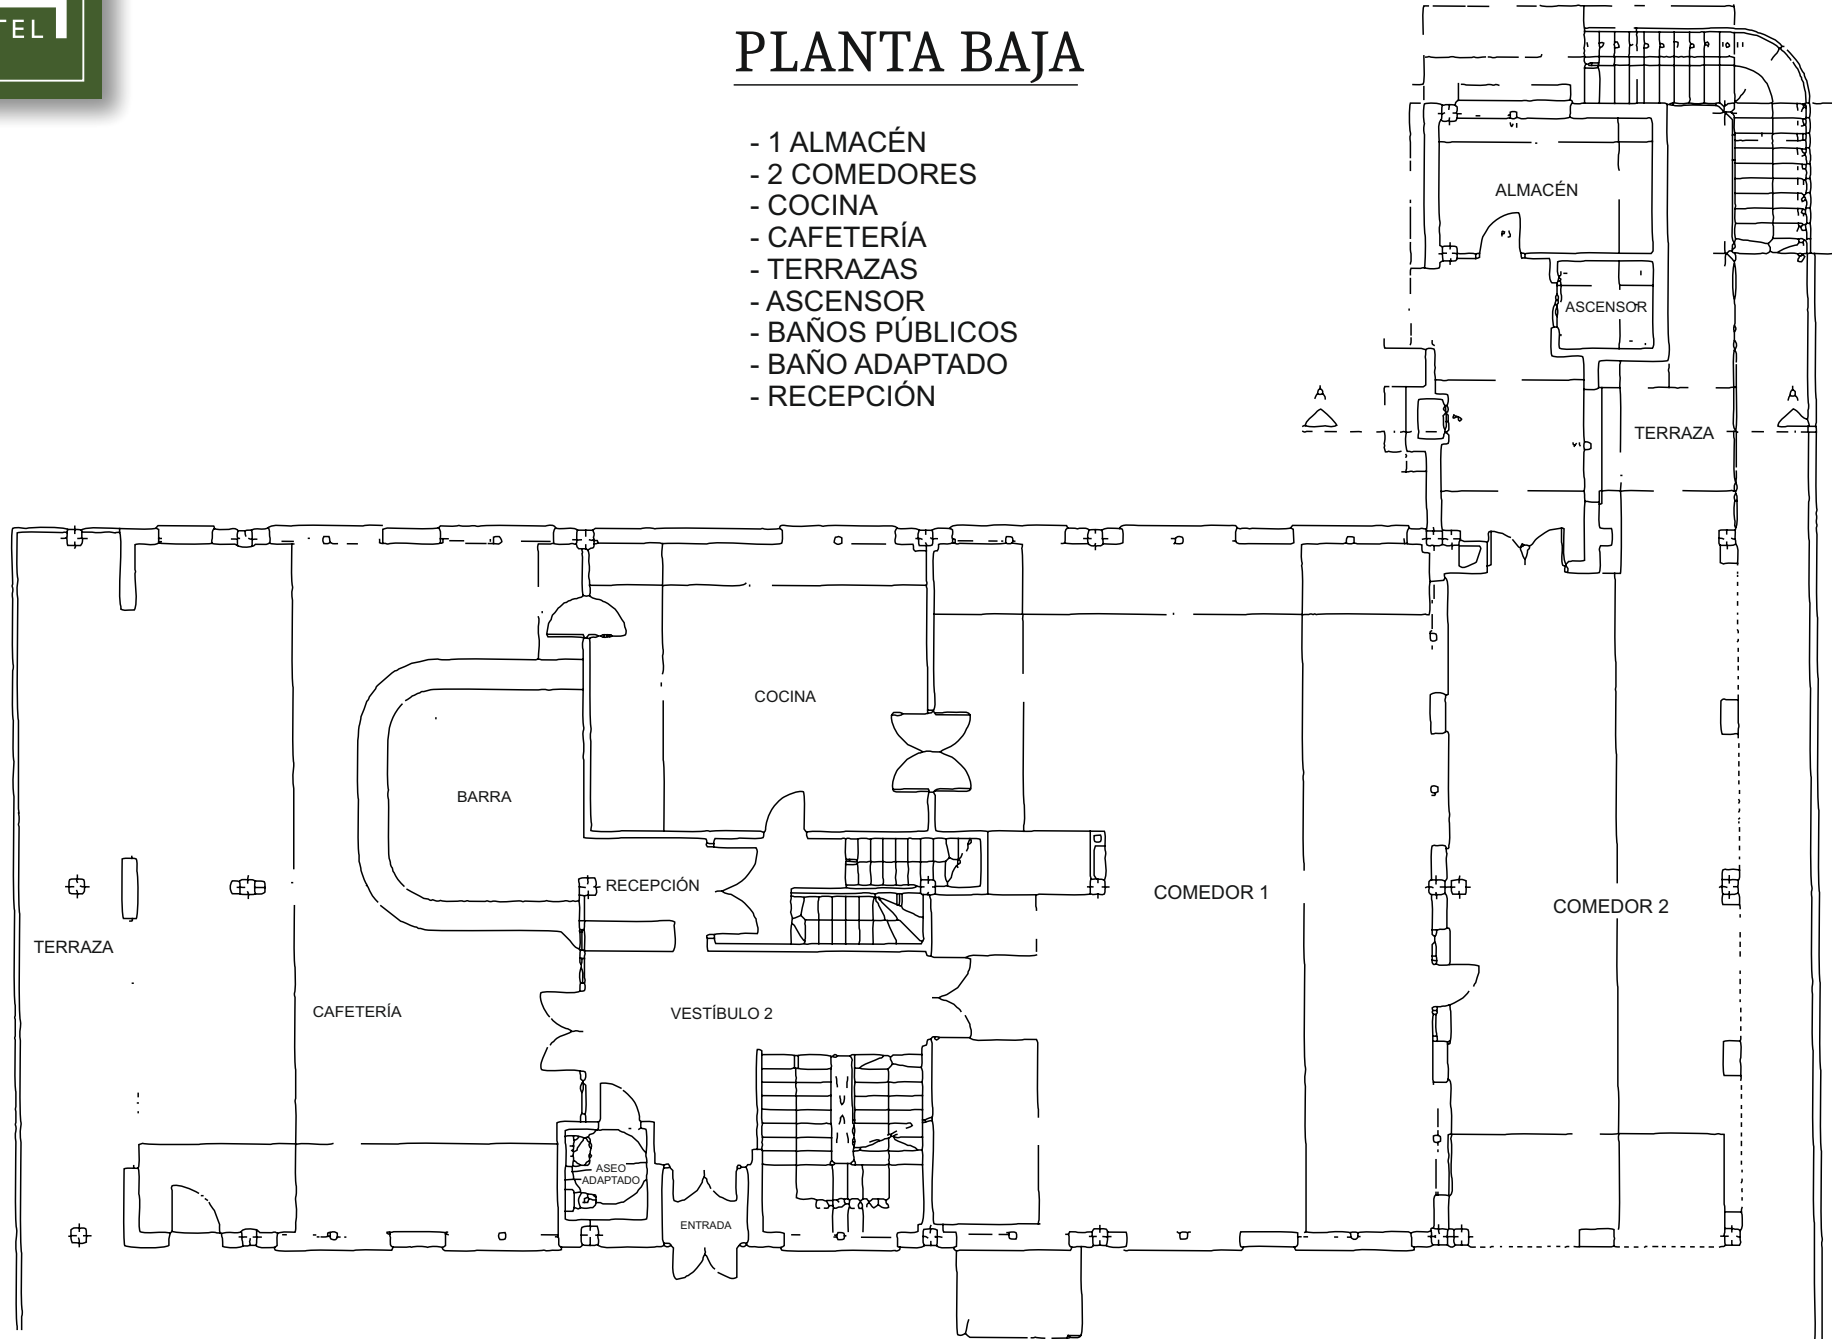 TEL
PLANTA BAJA
- 1 ALMACÉN
- 2 COMEDORES
- COCINA
- CAFETERÍA
- TERRAZAS
- ASCENSOR
- BAÑOS PÚBLICOS
- BAÑO ADAPTADO
- RECEPCIÓN
ALMACÉN
ASCENSOR
A
A
TERRAZA
COCINA
BARRA
RECEPCIÓN
COMEDOR 1
COMEDOR 2
TERRAZA
CAFETERÍA
VESTÍBULO 2
ASEO
ADAPTADO
ENTRADA